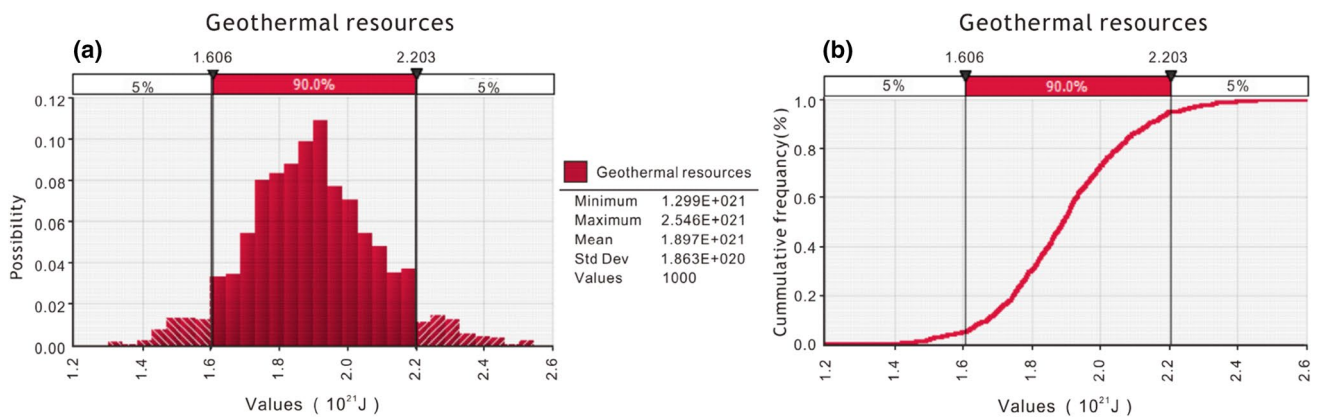 Geothermal resources
(a)
1.606
2.203
5%
90.0%
5%
0.12
0.10
0.08
0.06
0.04
0.02
0.00
Possibility
1.2
1.4
1.6
1.8
2.0
2.2
2.4
2.6
Values ( 10²¹J )
Geothermal resources
Minimum 1.299E+021
Maximum 2.546E+021
Mean 1.897E+021
Std Dev 1.863E+020
Values 1000
Geothermal resources
(b)
1.606
2.203
5%
90.0%
5%
1.0
0.8
0.6
0.4
0.2
0.0
Cummulative frequancy(%)
1.2
1.4
1.6
1.8
2.0
2.2
2.4
2.6
Values ( 10²¹J )